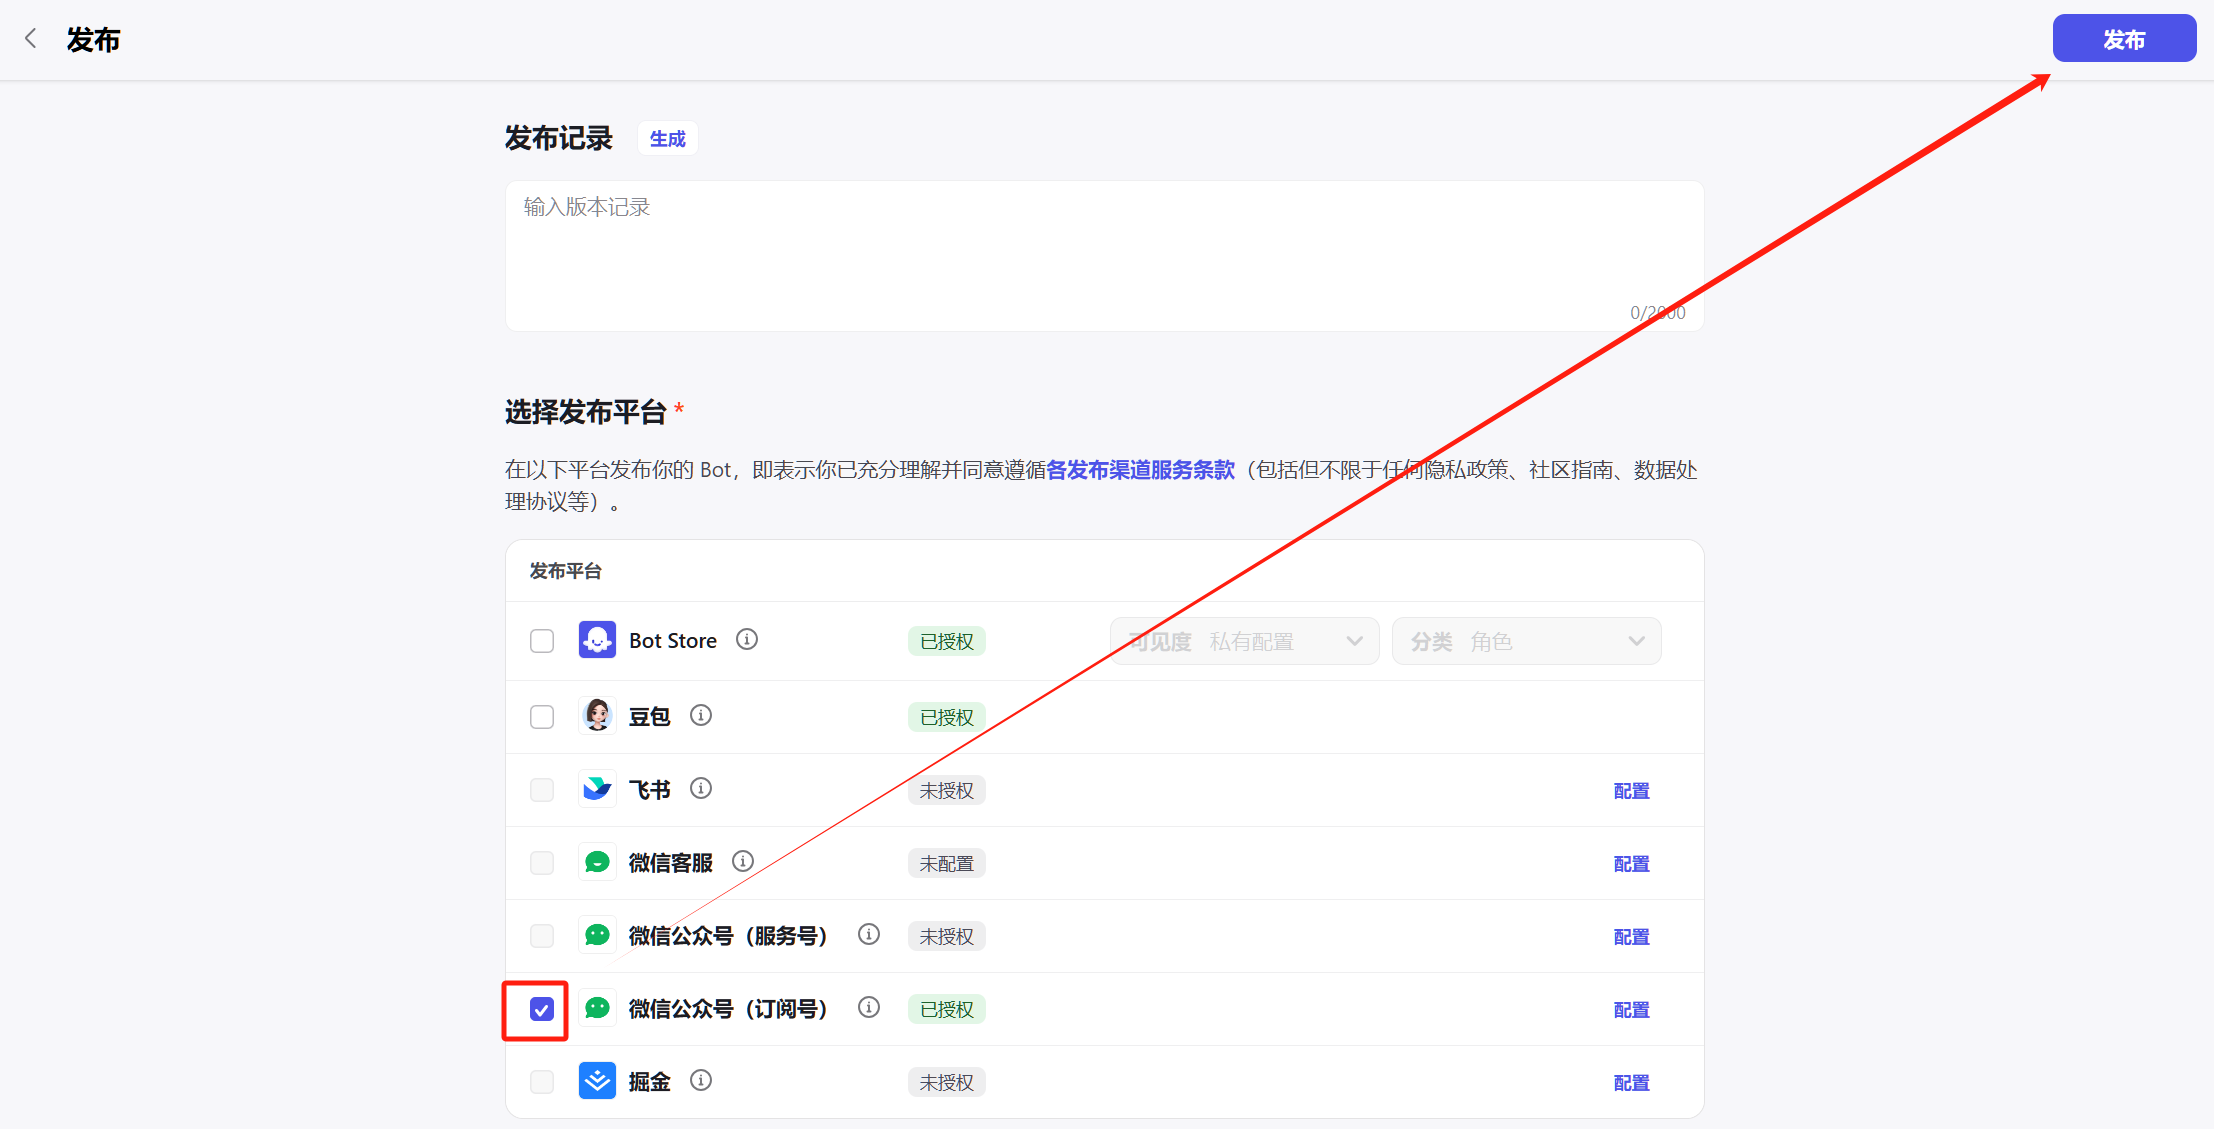 发布
发布
发布记录 生成
输入版本记录
0/2000
选择发布平台 *
在以下平台发布你的 Bot，即表示你已充分理解并同意遵循各发布渠道服务条款（包括但不限于任何隐私政策、社区指南、数据处
理协议等）。
发布平台
Bot Store 已授权 可见度 私有配置 分类 角色
豆包 已授权
飞书 未授权 配置
微信客服 未配置 配置
微信公众号（服务号） 未授权 配置
微信公众号（订阅号） 已授权 配置
掘金 未授权 配置